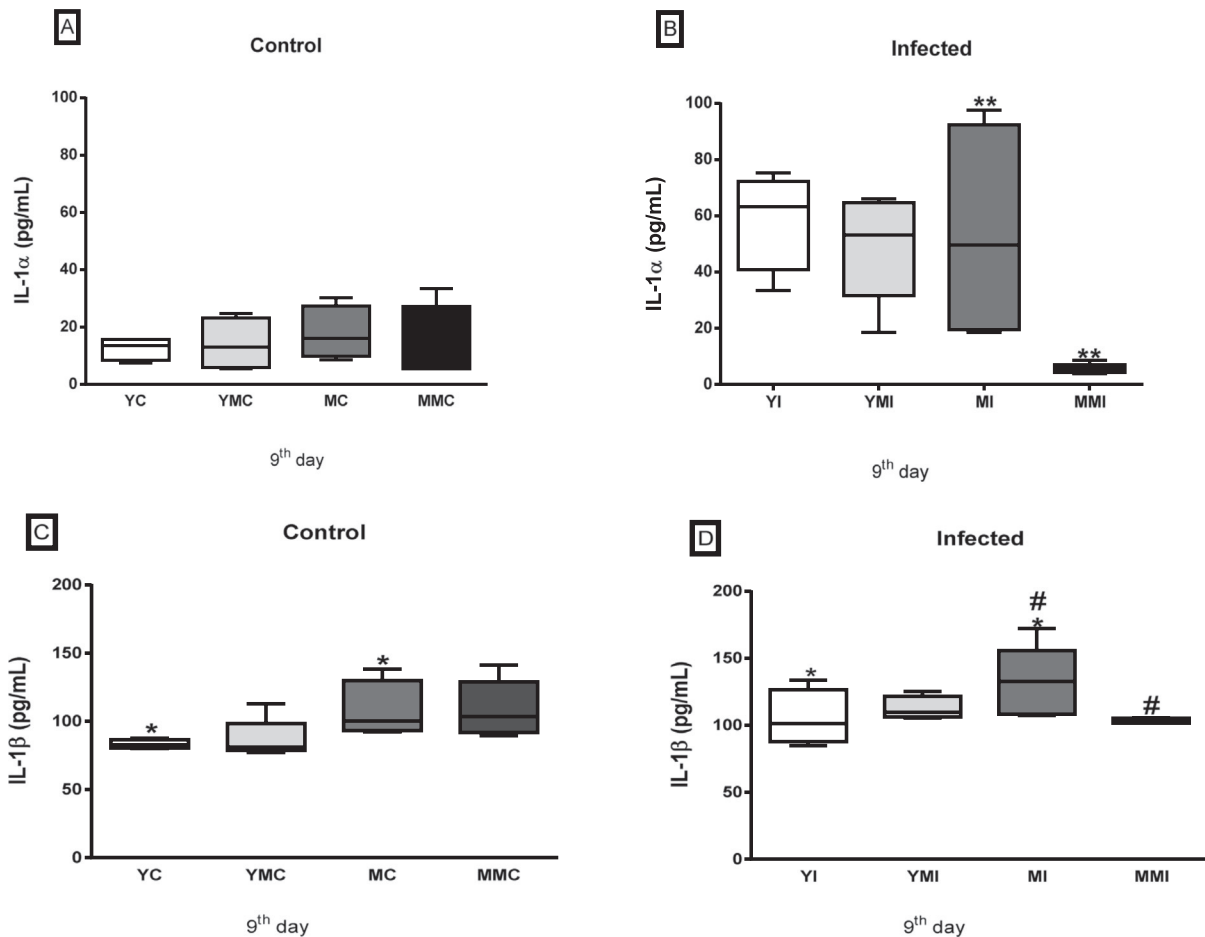 A
Control
100
80
60
40
20
0
IL-1α (pg/mL)
YC YMC MC MMC
9th day
B
Infected
100
80
60
40
20
0
IL-1α (pg/mL)
**
**
YI YMI MI MMI
9th day
C
Control
200
150
100
50
0
IL-1β (pg/mL)
*
*
YC YMC MC MMC
9th day
D
Infected
200
150
100
50
0
IL-1β (pg/mL)
#
*
*
#
YI YMI MI MMI
9th day